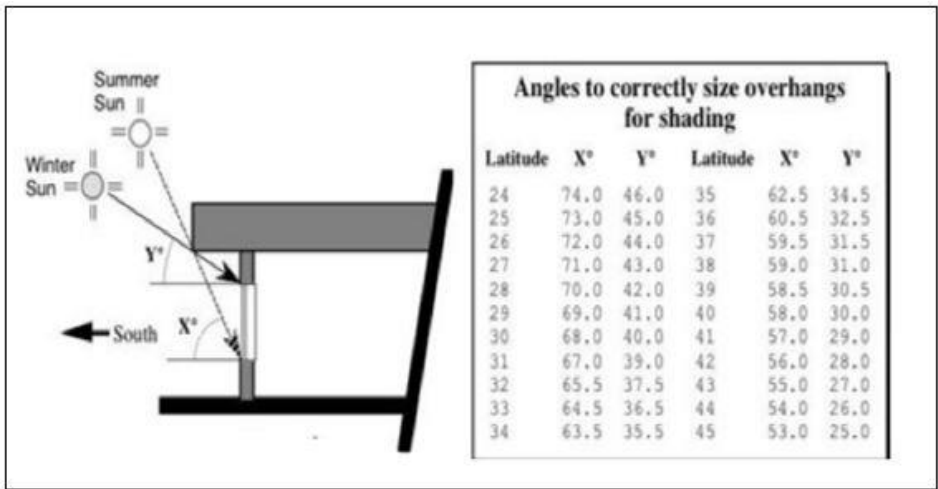 Summer
Sun
Winter
Sun
Y°
X°
South
Angles to correctly size overhangs
for shading
Latitude X° Y° Latitude X° Y°
24 74.0 46.0 35 62.5 34.5
25 73.0 45.0 36 60.5 32.5
26 72.0 44.0 37 59.5 31.5
27 71.0 43.0 38 59.0 31.0
28 70.0 42.0 39 58.5 30.5
29 69.0 41.0 40 58.0 30.0
30 68.0 40.0 41 57.0 29.0
31 67.0 39.0 42 56.0 28.0
32 65.5 37.5 43 55.0 27.0
33 64.5 36.5 44 54.0 26.0
34 63.5 35.5 45 53.0 25.0